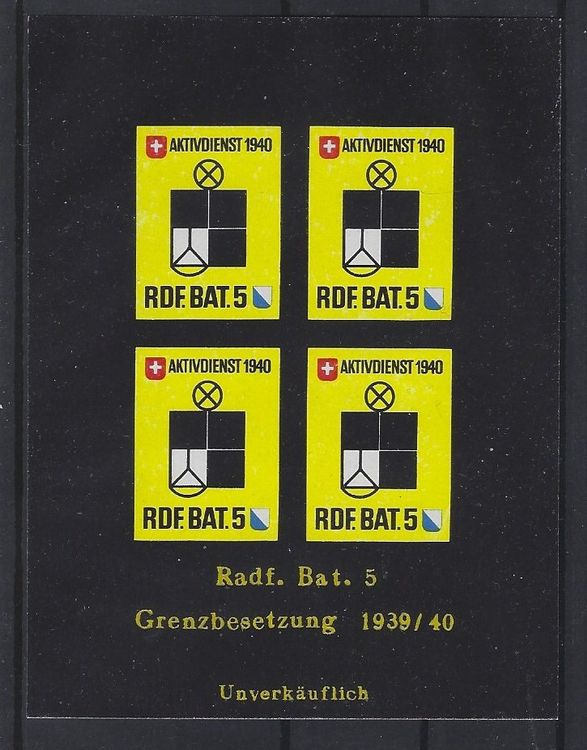 AKTIVDIENST 1940
RDF. BAT. 5
AKTIVDIENST 1940
RDF. BAT. 5
AKTIVDIENST 1940
RDF. BAT. 5
AKTIVDIENST 1940
RDF. BAT. 5
Radf. Bat. 5
Grenzbesetzung 1939/40
Unverkäuflich